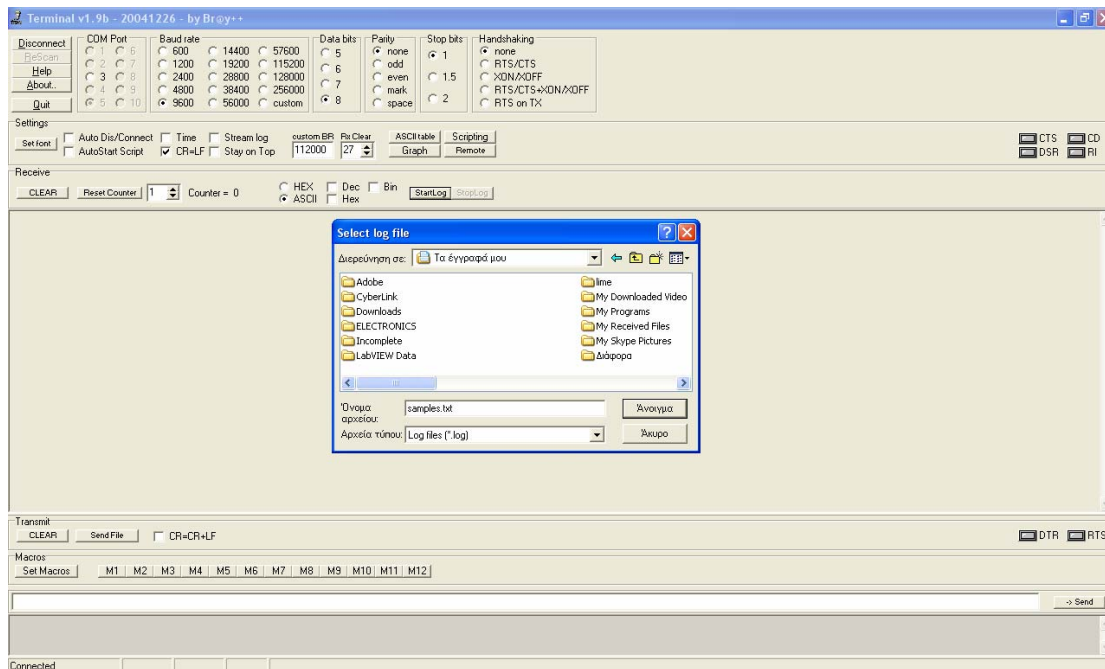 Terminal v1.9b - 20041226 - by Br@y++
Disconnect
ReScan
Help
About..
Quit
COM Port
1 6
2 7
3 8
4 9
5 10
Baud rate
600 14400 57600
1200 19200 115200
2400 28800 128000
4800 38400 256000
9600 56000 custom
Data bits
5
6
7
8
Parity
none
odd
even
mark
space
Stop bits
1
1.5
2
Handshaking
none
RTS/CTS
XON/XOFF
RTS/CTS+XON/XOFF
RTS on TX
Settings
Set font
Auto Dis/Connect Time Stream log
AutoStart Script CR=LF Stay on Top
custom BR Rx Clear
112000 27
ASCII table Scripting
Graph Remote
CTS CD
DSR RI
Receive
CLEAR Reset Counter 1 Counter = 0
HEX Dec Bin
ASCII Hex
StartLog StopLog
Select log file
Διερεύνηση σε: Τα έγγραφά μου
Adobe
CyberLink
Downloads
ELECTRONICS
Incomplete
LabVIEW Data
lime
My Downloaded Video
My Programs
My Received Files
My Skype Pictures
Διάφορα
Όνομα αρχείου: samples.txt Άνοιγμα
Αρχεία τύπου: Log files (*.log) Άκυρο
Transmit
CLEAR Send File CR=CR+LF
DTR RTS
Macros
Set Macros M1 M2 M3 M4 M5 M6 M7 M8 M9 M10 M11 M12
-> Send
Connected